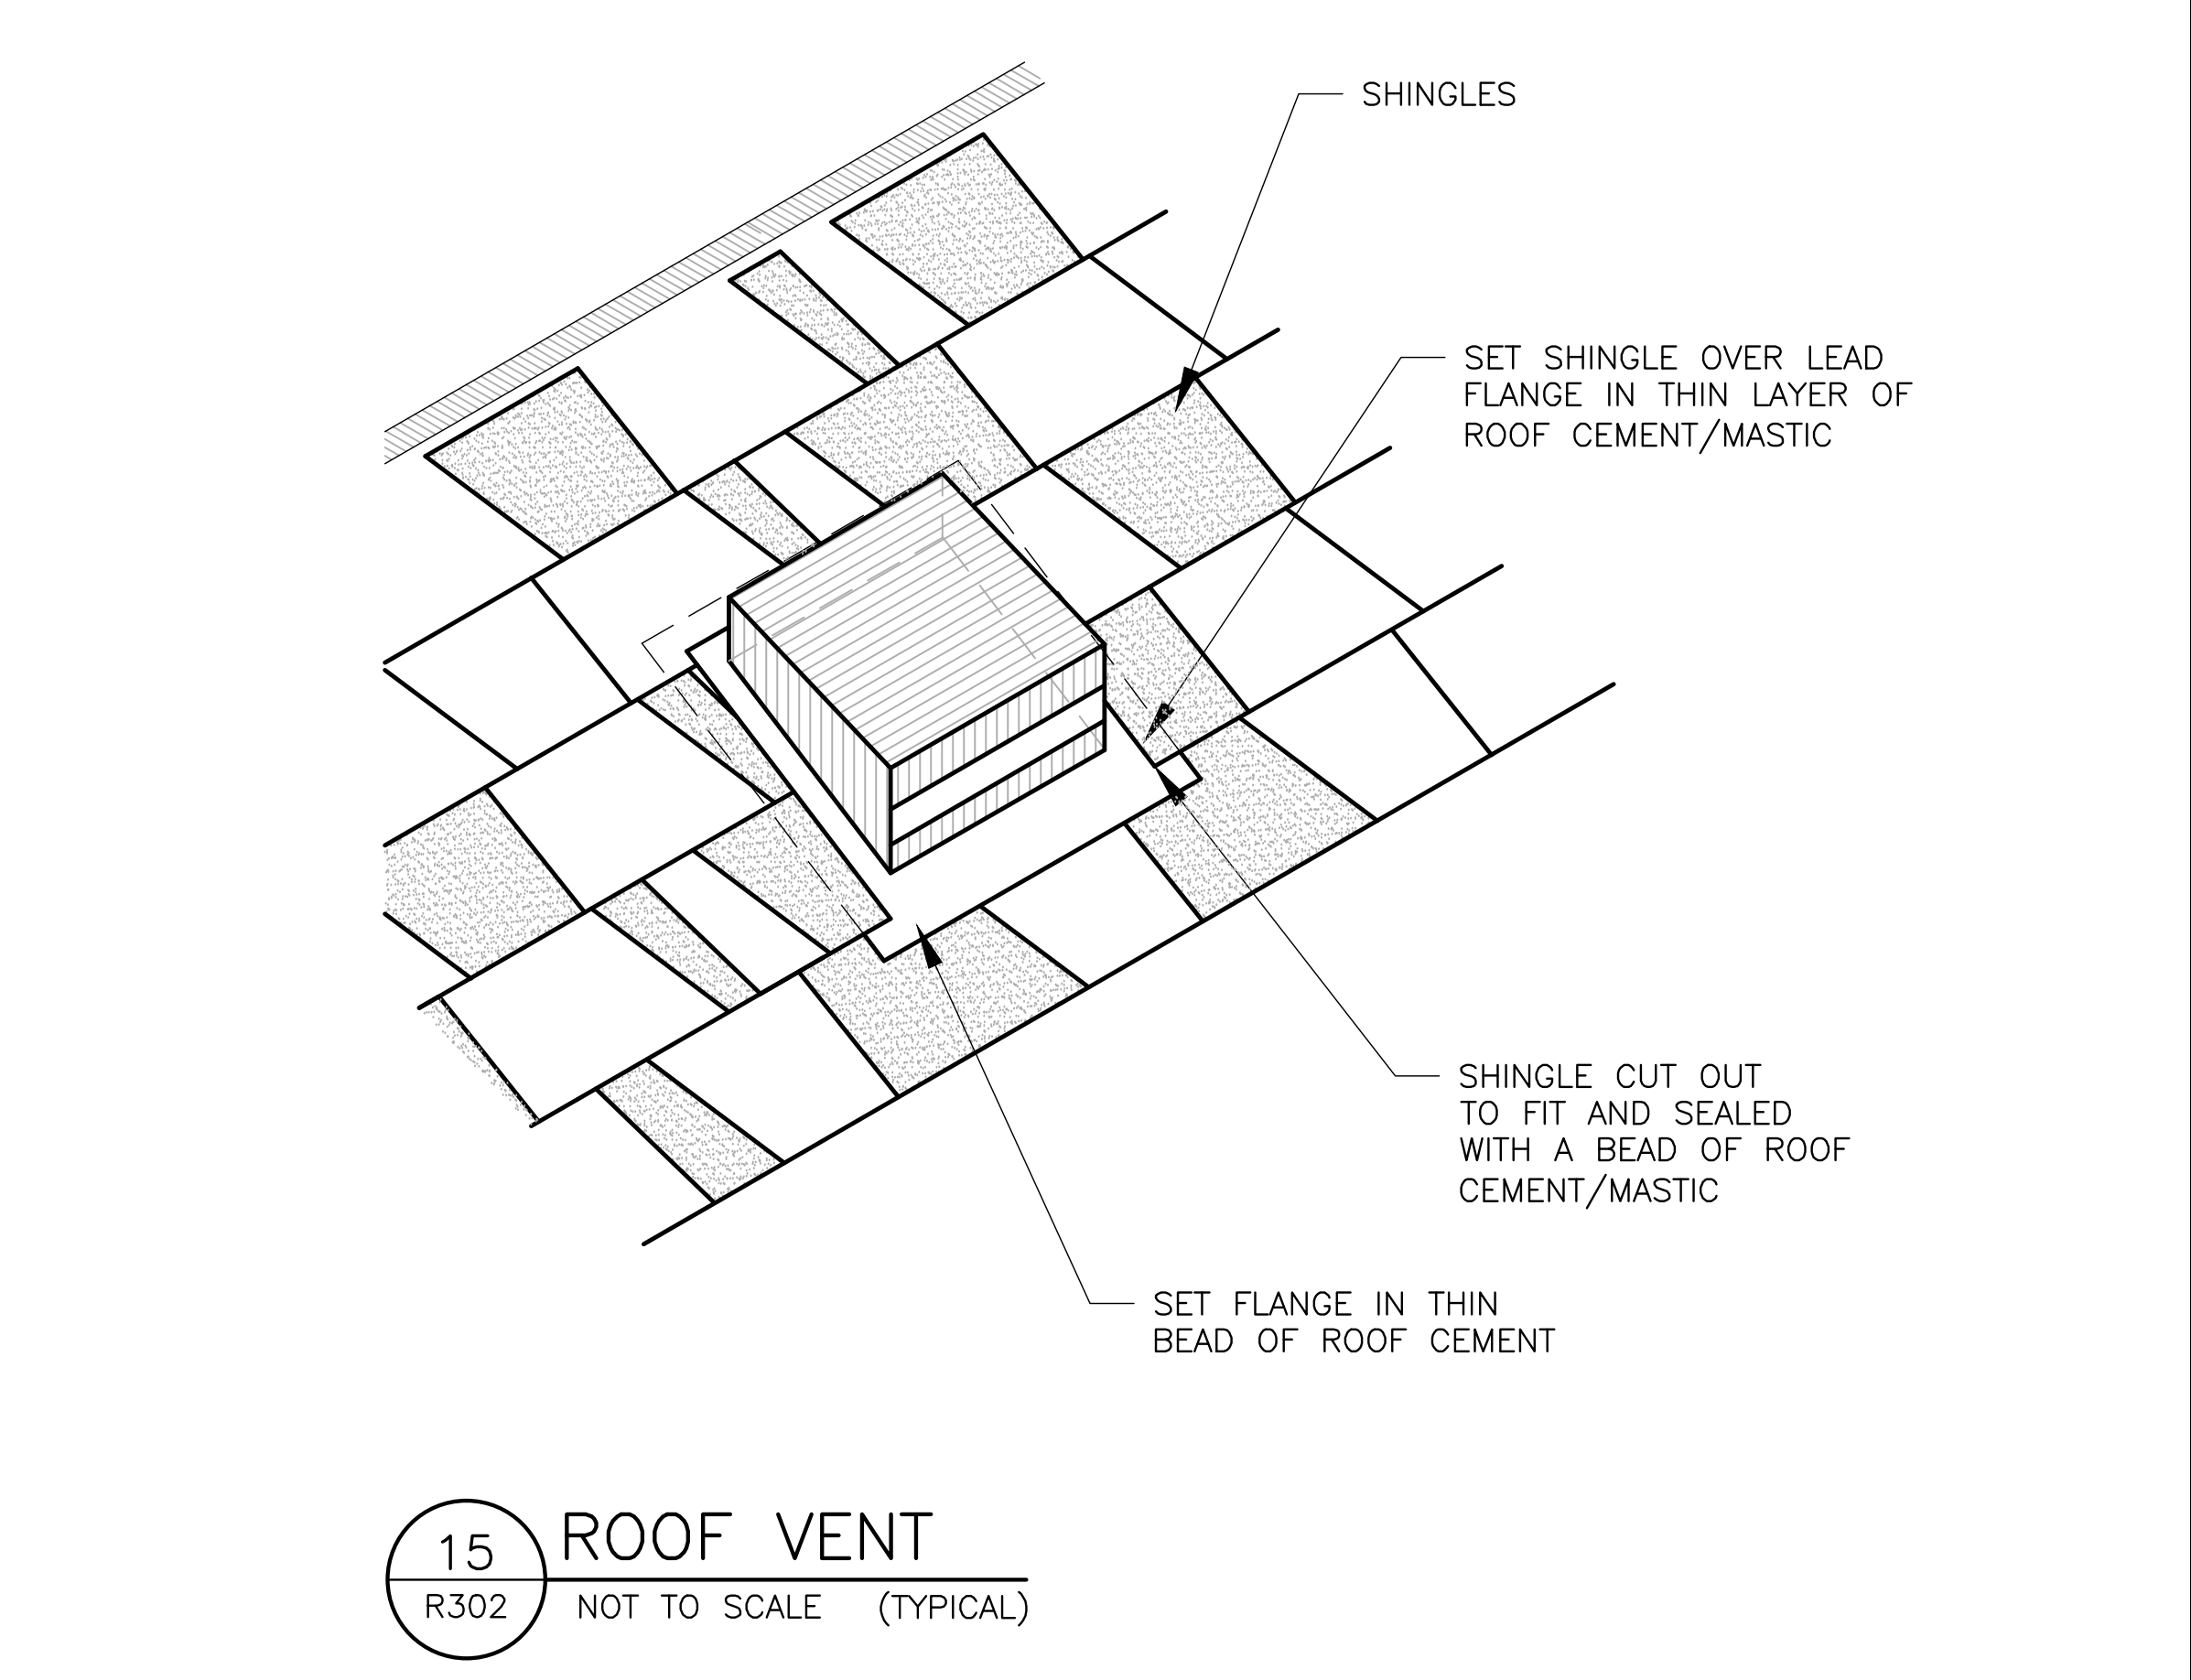 SHINGLES
SET SHINGLE OVER LEAD
FLANGE IN THIN LAYER OF
ROOF CEMENT/MASTIC
SHINGLE CUT OUT
TO FIT AND SEALED
WITH A BEAD OF ROOF
CEMENT/MASTIC
SET FLANGE IN THIN
BEAD OF ROOF CEMENT
15
R302
ROOF VENT
NOT TO SCALE (TYPICAL)